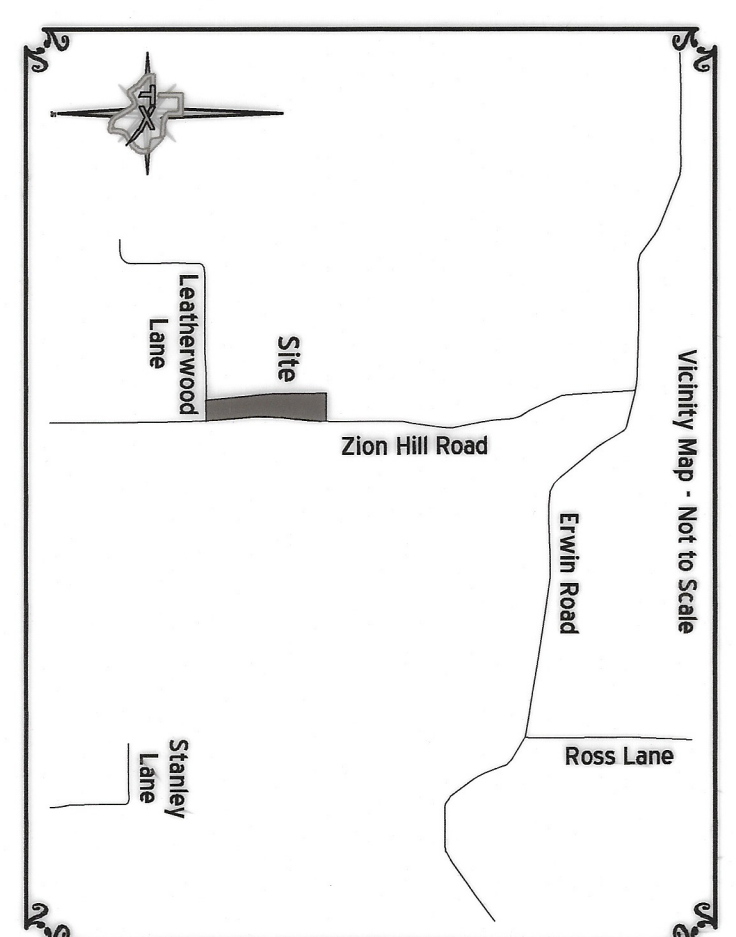 Vicinity Map - Not to Scale
Ross Lane
Erwin Road
Zion Hill Road
Site
Leatherwood
Lane
Stanley
Lane
TX